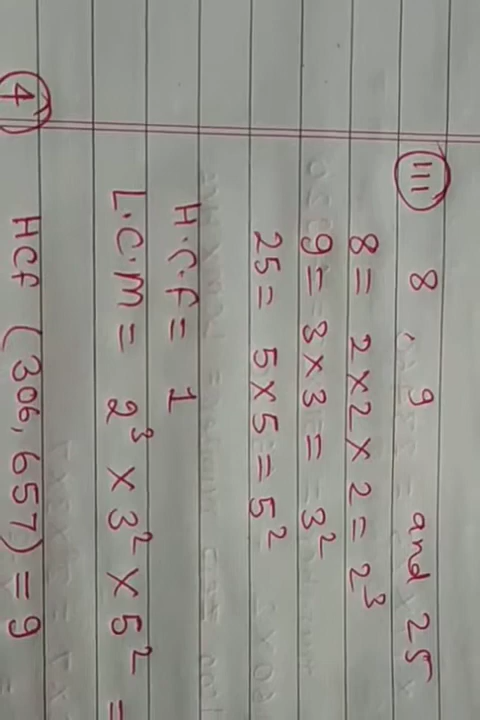 (iii) 8, 9 and 25
8 = 2×2×2 = 2³
9 = 3×3 = 3²
25 = 5×5 = 5²
H.C.F = 1
L.C.M = 2³ × 3² × 5² =
(4) HCf (306, 657) = 9